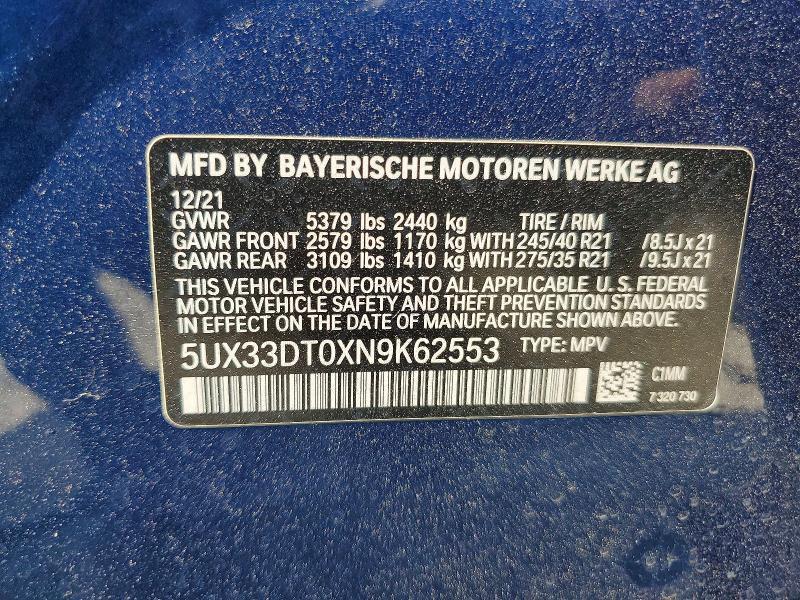 MFD BY BAYERISCHE MOTOREN WERKE AG
12/21
GVWR 5379 lbs 2440 kg TIRE / RIM
GAWR FRONT 2579 lbs 1170 kg WITH 245/40 R21 /8.5J x 21
GAWR REAR 3109 lbs 1410 kg WITH 275/35 R21 /9.5J x 21
THIS VEHICLE CONFORMS TO ALL APPLICABLE U. S. FEDERAL
MOTOR VEHICLE SAFETY AND THEFT PREVENTION STANDARDS
IN EFFECT ON THE DATE OF MANUFACTURE SHOWN ABOVE.
5UX33DT0XN9K62553 TYPE: MPV
C1MM
7 320 730